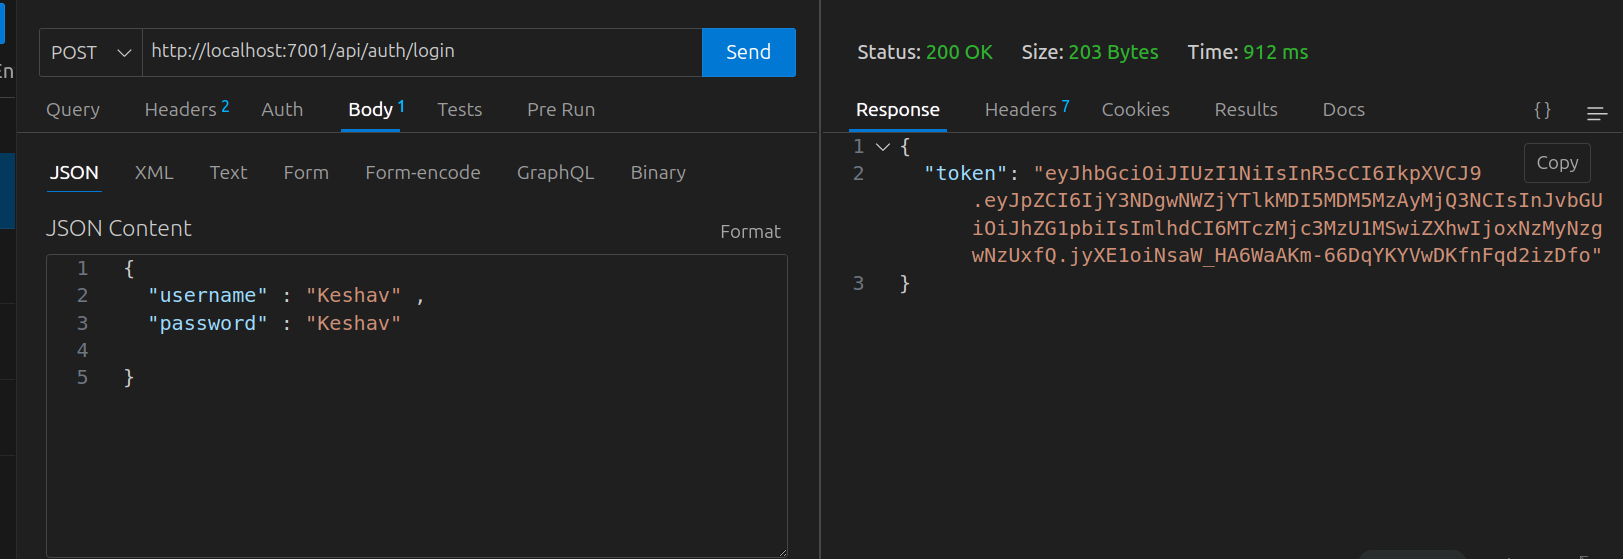 POST http://localhost:7001/api/auth/login Send
Query Headers 2 Auth Body 1 Tests Pre Run
JSON XML Text Form Form-encode GraphQL Binary
JSON Content Format
1 {
2 "username" : "Keshav" ,
3 "password" : "Keshav"
4
5 }
Status: 200 OK Size: 203 Bytes Time: 912 ms
Response Headers 7 Cookies Results Docs {}
1 {
Copy
2 "token": "eyJhbGciOiJIUzI1NiIsInR5cCI6IkpXVCJ9
.eyJpZCI6IjY3NDgwNWZjYTlkMDI5MDM5MzAyMjQ3NCIsInJvbGU
iOiJhZG1pbiIsImlhdCI6MTczMjc3MzU1MSwiZXhwIjoxNzMyNzg
wNzUxfQ.jyXE1oiNsaW_HA6WaAKm-66DqYKYVwDKfnFqd2izDfo"
3 }